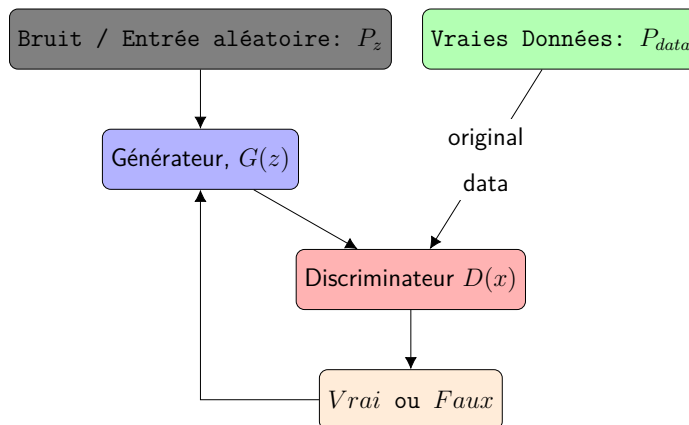 Bruit / Entrée aléatoire: P_z
Vraies Données: P_data
original
Générateur, G(z)
data
Discriminateur D(x)
Vrai ou Faux